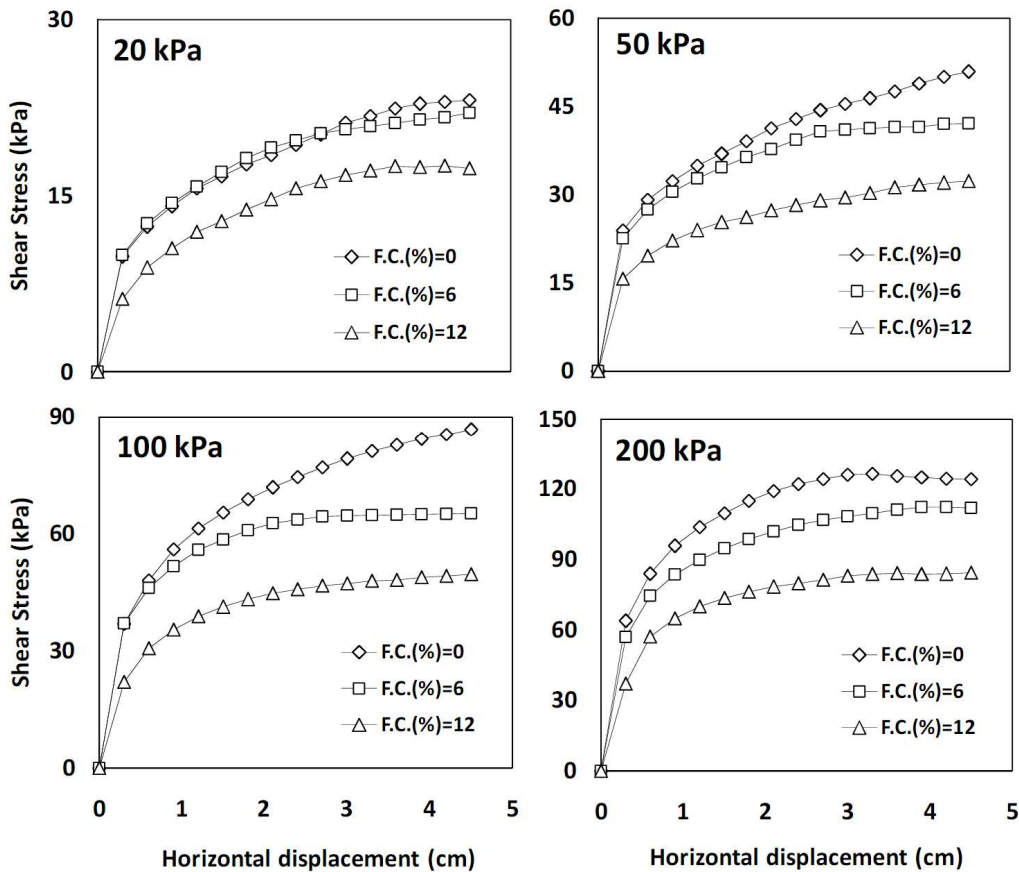 20 kPa
30
15
0
Shear Stress (kPa)
F.C.(%)=0
F.C.(%)=6
F.C.(%)=12
50 kPa
60
45
30
15
0
F.C.(%)=0
F.C.(%)=6
F.C.(%)=12
100 kPa
90
60
30
0
Shear Stress (kPa)
F.C.(%)=0
F.C.(%)=6
F.C.(%)=12
0 1 2 3 4 5
Horizontal displacement (cm)
200 kPa
150
120
90
60
30
0
F.C.(%)=0
F.C.(%)=6
F.C.(%)=12
0 1 2 3 4 5
Horizontal displacement (cm)